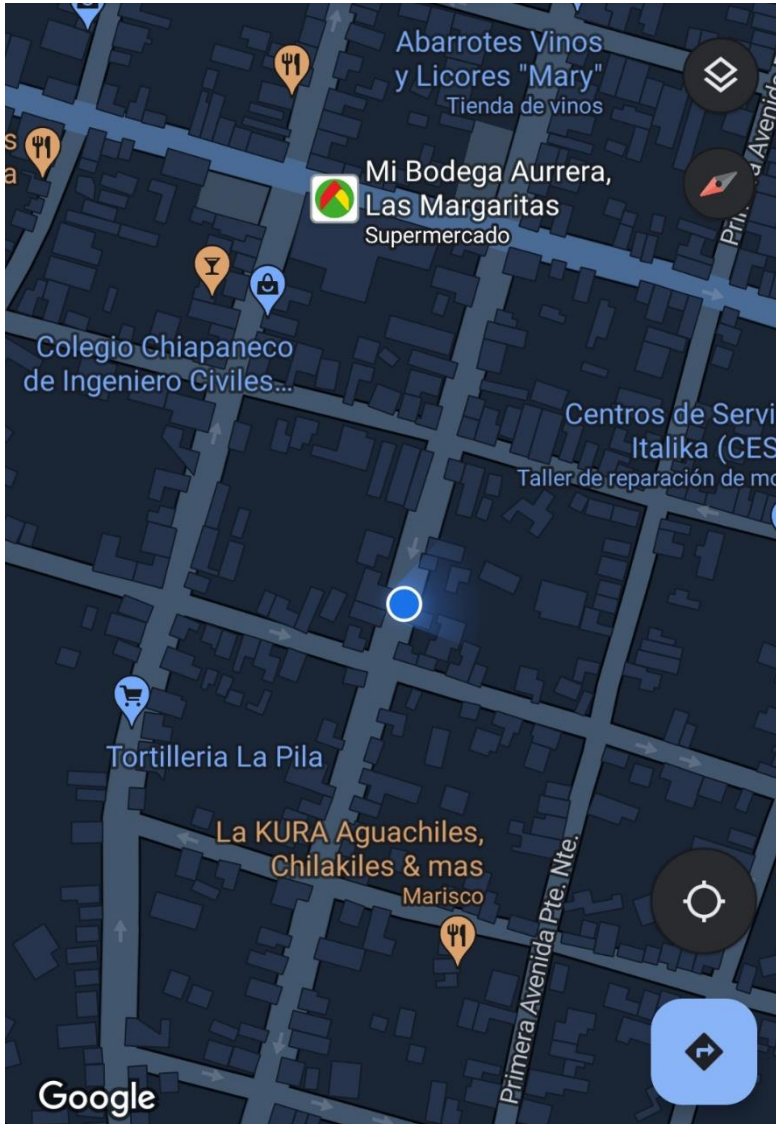 Abarrotes Vinos
y Licores "Mary"
Tienda de vinos
Mi Bodega Aurrera,
Las Margaritas
Supermercado
Colegio Chiapaneco
de Ingeniero Civiles...
Centros de Servi
Italika (CES
Taller de reparación de mo
Tortilleria La Pila
La KURA Aguachiles,
Chilakiles & mas
Marisco
Primera Avenida Pte. Nte.
Google